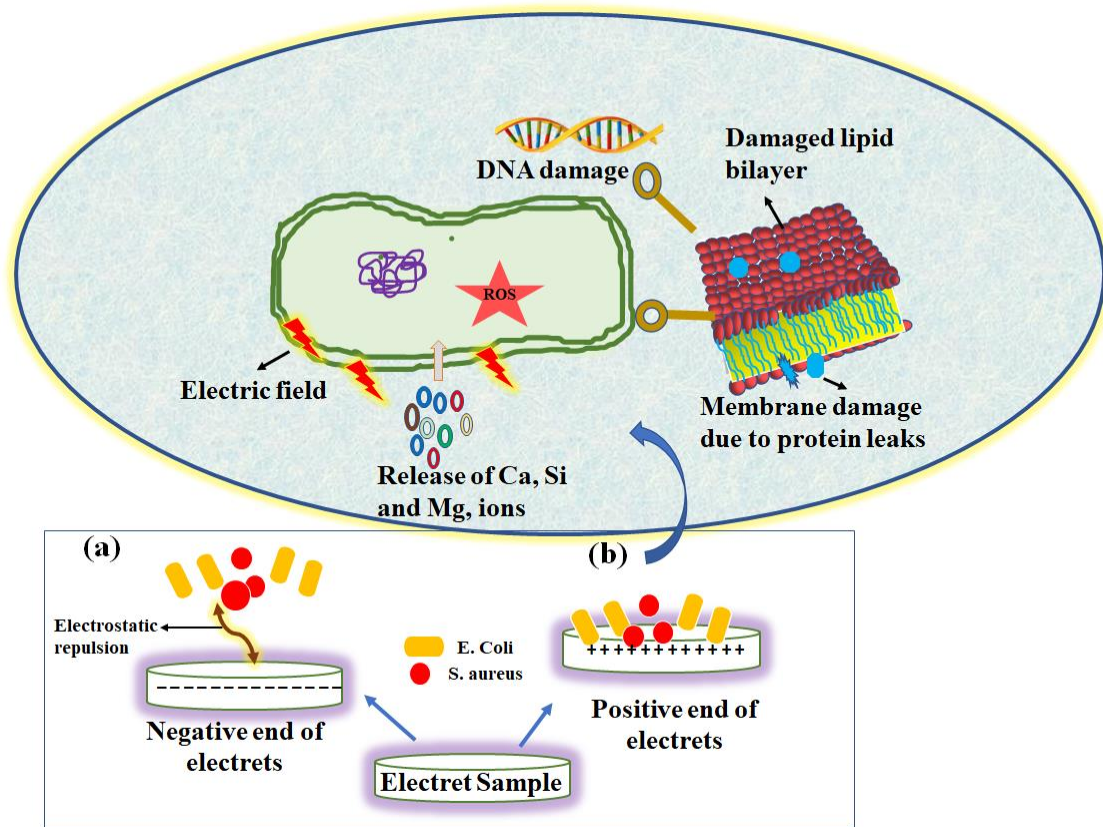 DNA damage
Damaged lipid
bilayer
ROS
Electric field
Membrane damage
due to protein leaks
Release of Ca, Si
and Mg, ions
(a)
(b)
Electrostatic
repulsion
E. Coli
S. aureus
- - - - - - - - - - - - - - -
+ + + + + + + + + + + +
Negative end of
electrets
Positive end of
electrets
Electret Sample